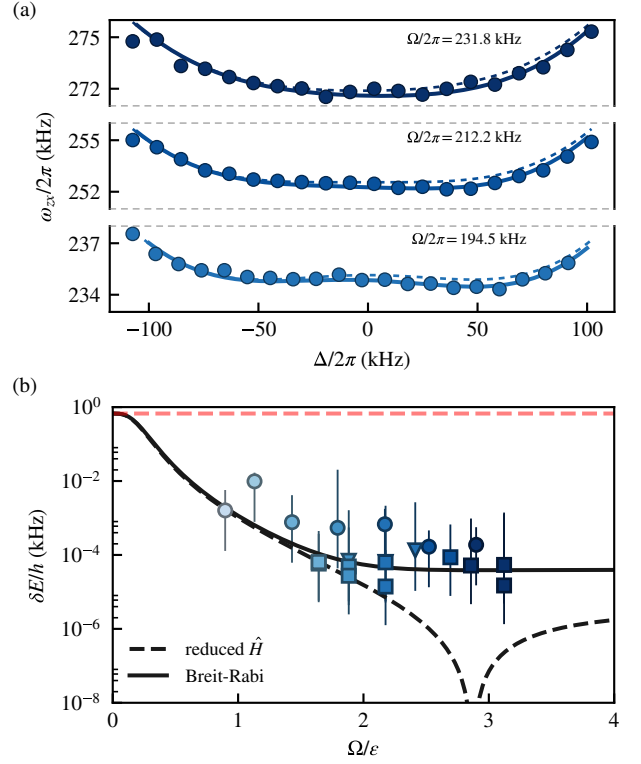 (a)
275
272
Ω/2π = 231.8 kHz
255
252
Ω/2π = 212.2 kHz
237
234
Ω/2π = 194.5 kHz
ω_zx/2π (kHz)
−100 −50 0 50 100
Δ/2π (kHz)
(b)
10⁰
10⁻²
10⁻⁴
10⁻⁶
10⁻⁸
δE/h (kHz)
reduced Ĥ
Breit-Rabi
0 1 2 3 4
Ω/ε